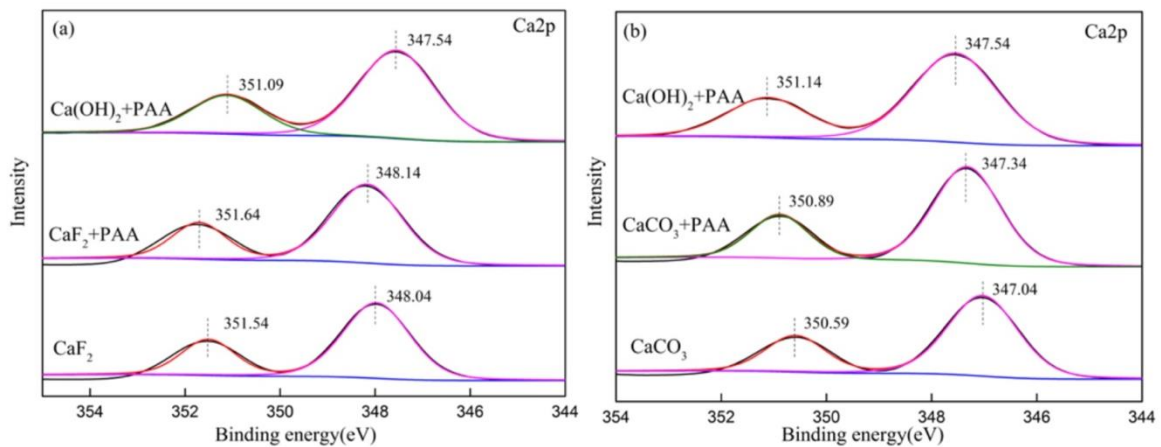 (a)
Ca2p
347.54
351.09
Ca(OH)₂+PAA
348.14
351.64
CaF₂+PAA
348.04
351.54
CaF₂
Intensity
354 352 350 348 346 344
Binding energy(eV)
(b)
Ca2p
347.54
351.14
Ca(OH)₂+PAA
347.34
350.89
CaCO₃+PAA
347.04
350.59
CaCO₃
Intensity
354 352 350 348 346 344
Binding energy(eV)